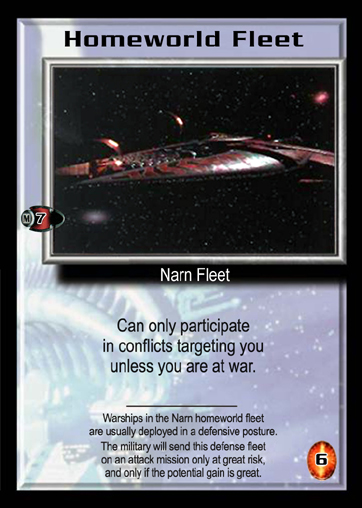 Homeworld Fleet
M 7
Narn Fleet
Can only participate
in conflicts targeting you
unless you are at war.
Warships in the Narn homeworld fleet
are usually deployed in a defensive posture.
The military will send this defense fleet
on an attack mission only at great risk,
and only if the potential gain is great.
6